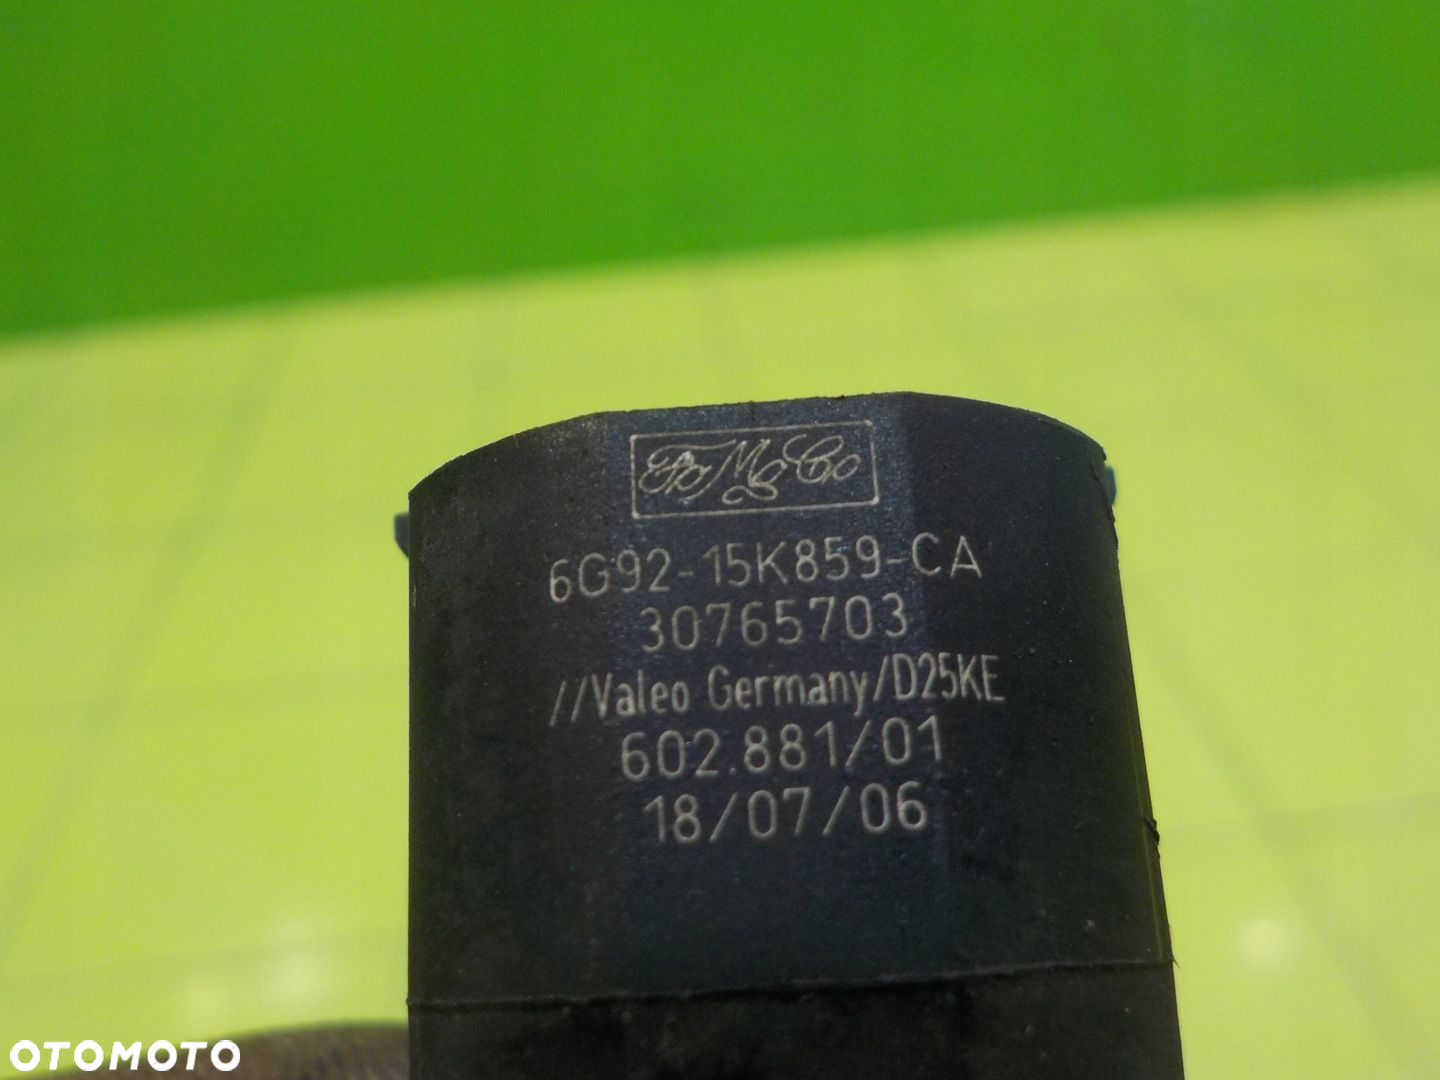 FoMoCo
6G92-15K859-CA
30765703
//Valeo Germany/D25KE
602.881/01
18/07/06
OTOMOTO